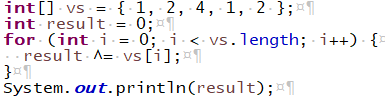 int[] vs = { 1, 2, 4, 1, 2 };¤¶
int result = 0;¤¶
for (int i = 0; i < vs.length; i++) {¤¶
  result ^= vs[i];¤¶
}¤¶
System.out.println(result);¤¶